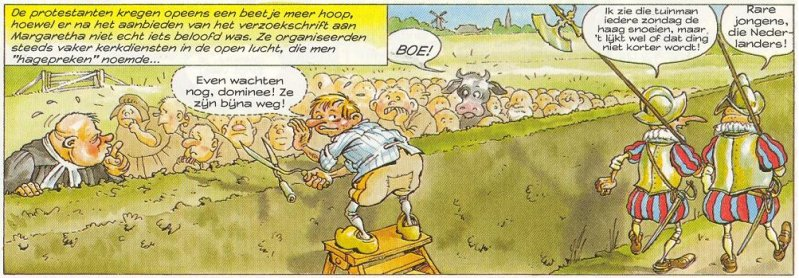 De protestanten kregen opeens een beetje meer hoop,
hoewel er na het aanbieden van het verzoekschrift aan
Margaretha niet echt iets beloofd was. Ze organiseerden
steeds vaker kerkdiensten in de open lucht, die men
"hagepreken" noemde...
Even wachten
nog, dominee! Ze
zijn bijna weg!
BOE!
Ik zie die tuinman
iedere zondag de
haag snoeien, maar
't lijkt wel of dat ding
niet korter wordt!
Rare
jongens,
die Neder-
landers!